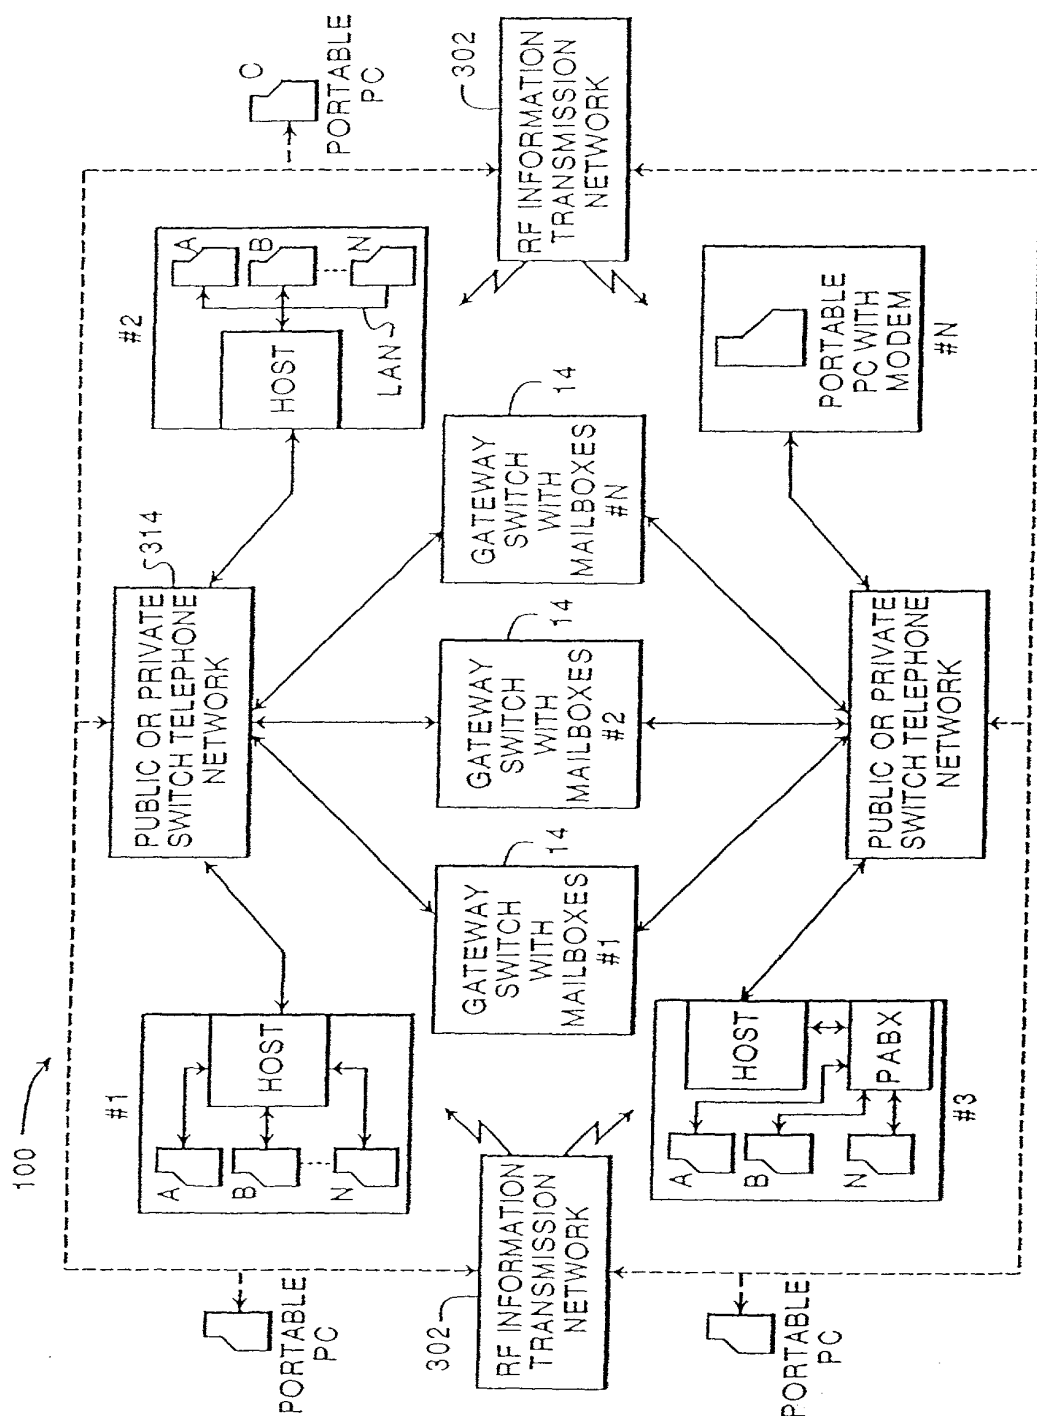 100
PORTABLE
PC
#1
A
B
N
HOST
PUBLIC OR PRIVATE
SWITCH TELEPHONE
NETWORK
314
#2
HOST
A
B
N
LAN
C
PORTABLE
PC
302
RF INFORMATION
TRANSMISSION
NETWORK
GATEWAY
SWITCH
WITH
MAILBOXES
#1
14
GATEWAY
SWITCH
WITH
MAILBOXES
#2
14
GATEWAY
SWITCH
WITH
MAILBOXES
#N
14
RF INFORMATION
TRANSMISSION
NETWORK
302
PORTABLE
PC
A
B
N
HOST
PABX
#3
PUBLIC OR PRIVATE
SWITCH TELEPHONE
NETWORK
PORTABLE
PC WITH
MODEM
#N